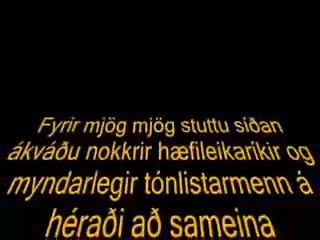 Fyrir mjög mjög stuttu síðan
ákváðu nokkrir hæfileikaríkir og
myndarlegir tónlistarmenn á
héraði að sameina